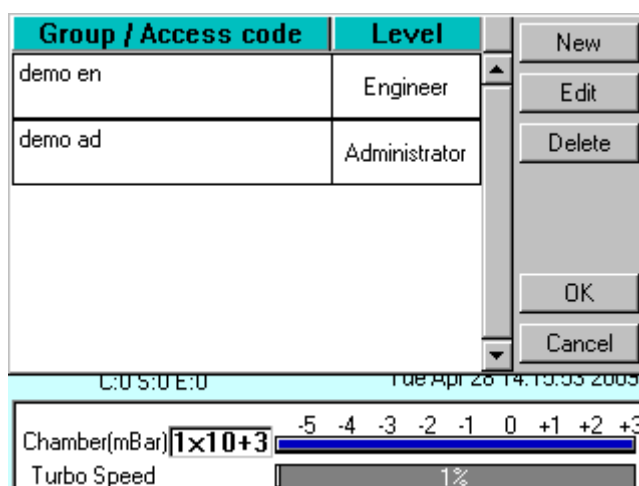 Group / Access code Level New
demo en Engineer Edit
demo ad Administrator Delete
OK
Cancel
C:0 S:0 E:0 Tue Apr 28 14:15:53 2009
-5 -4 -3 -2 -1 0 +1 +2 +3
Chamber(mBar) 1x10+3
Turbo Speed 1%